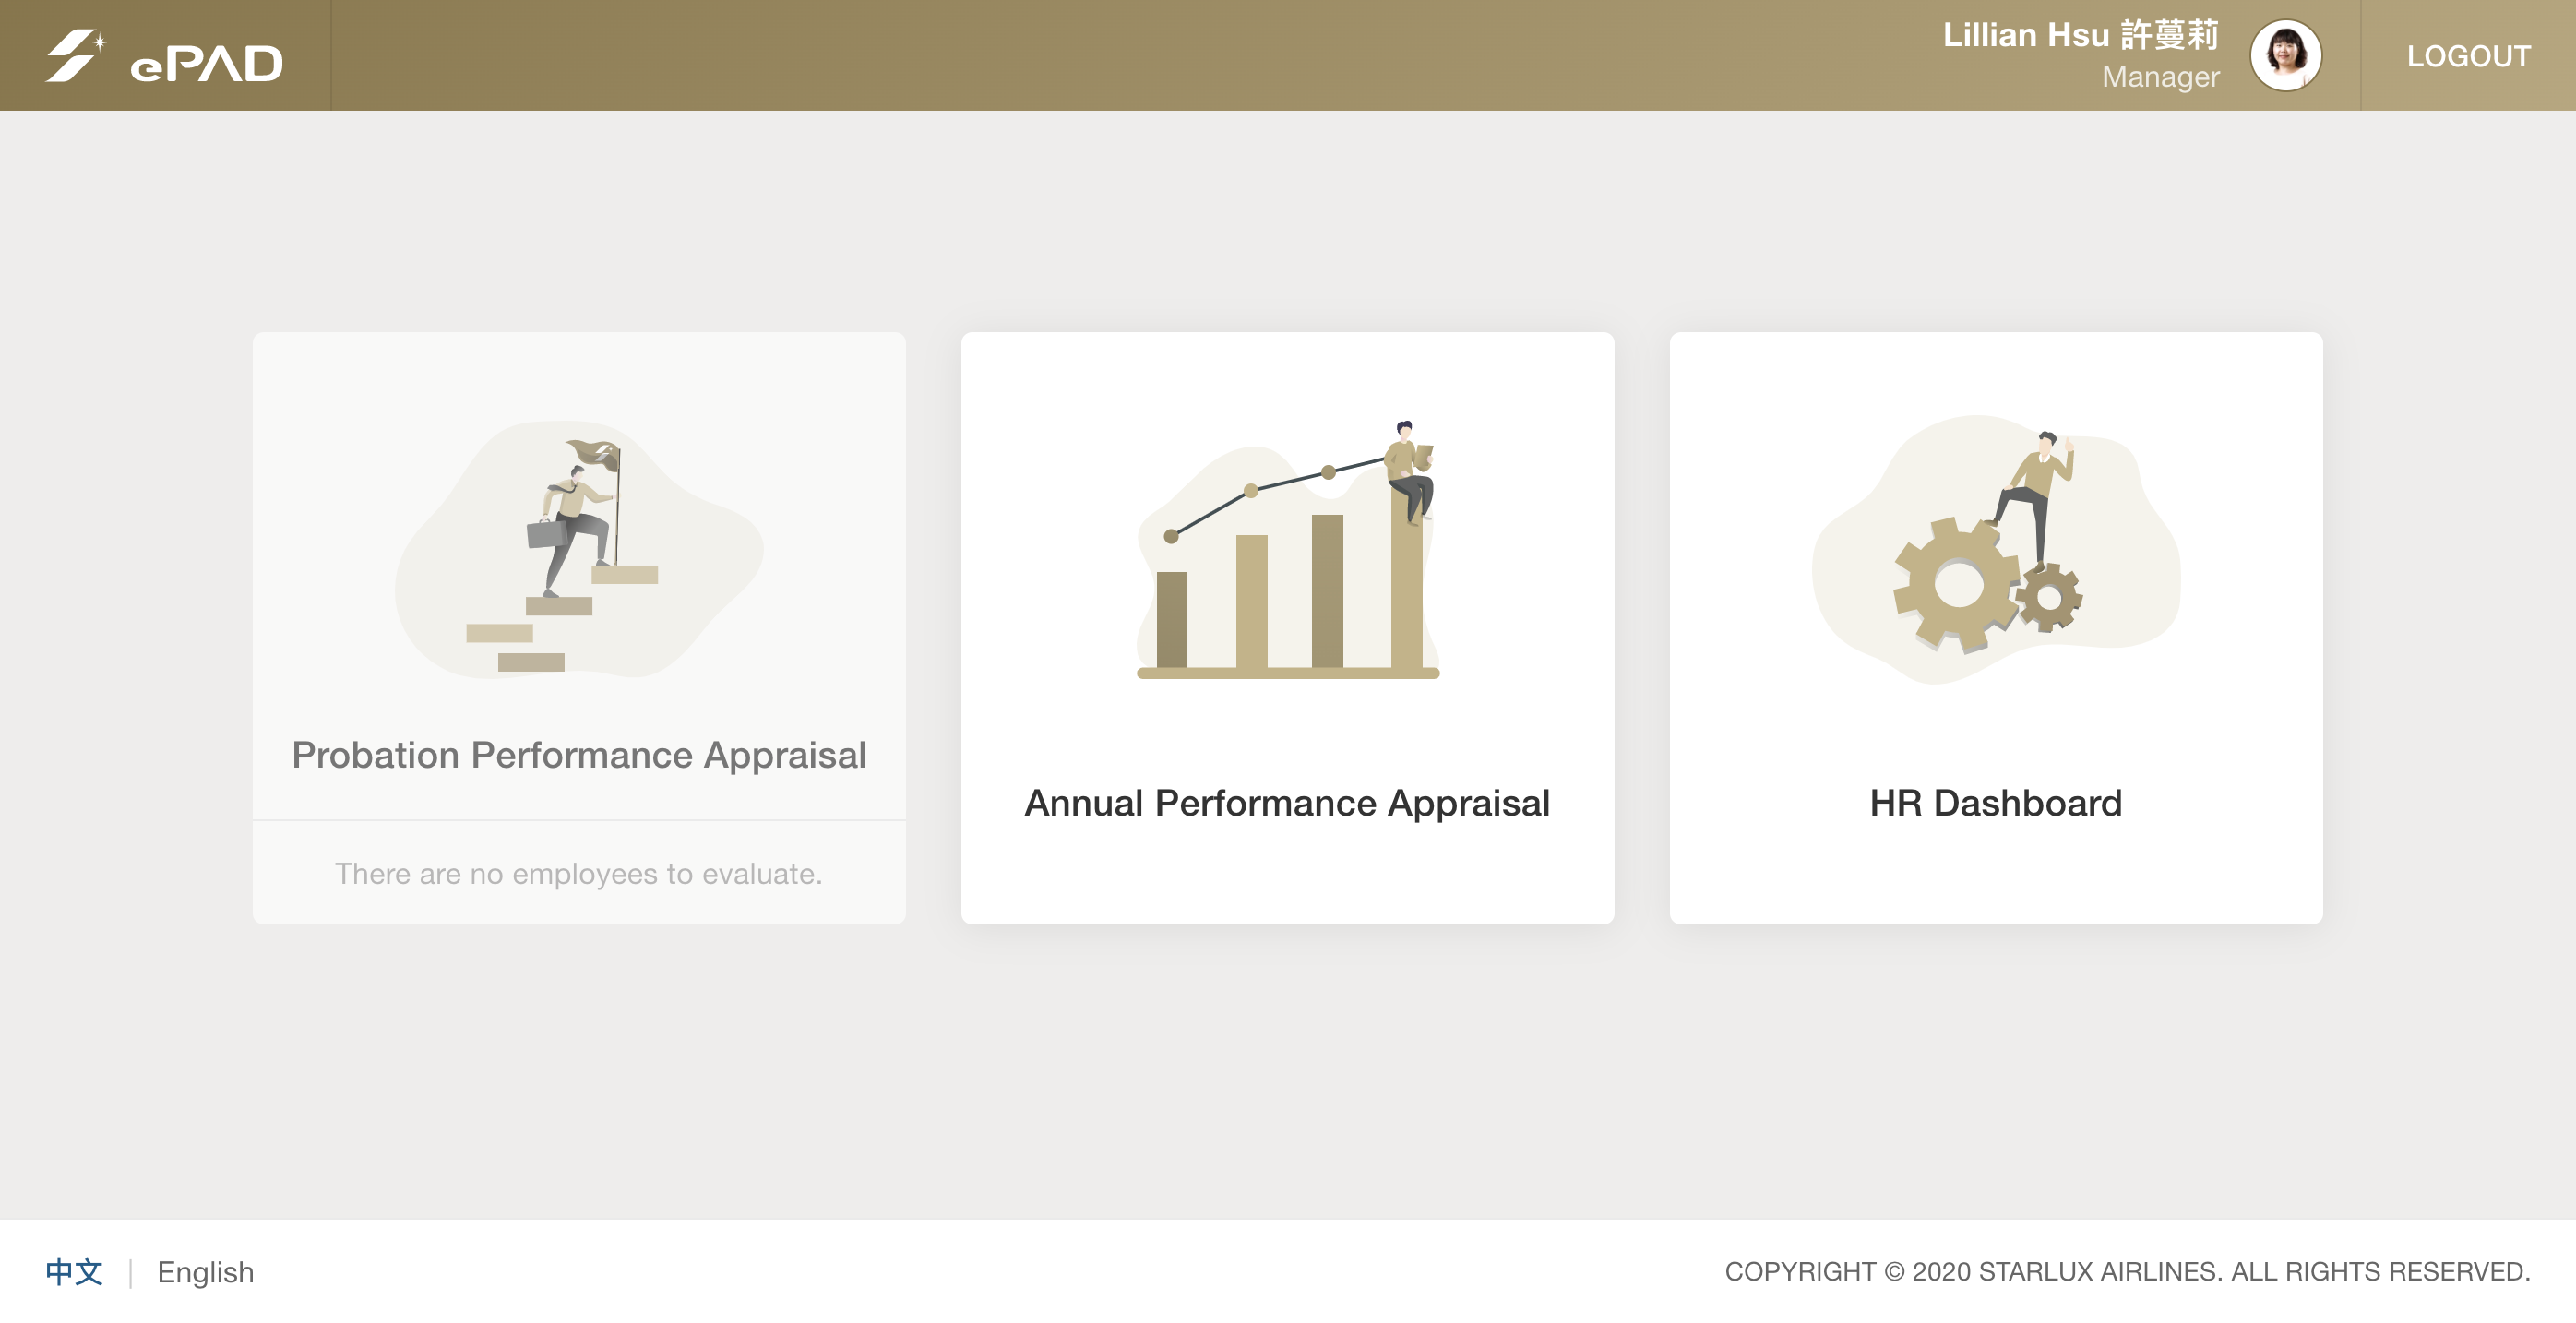 ePAD
Lillian Hsu 許蔓莉
Manager
LOGOUT
Probation Performance Appraisal
There are no employees to evaluate.
Annual Performance Appraisal
HR Dashboard
中文 | English
COPYRIGHT © 2020 STARLUX AIRLINES. ALL RIGHTS RESERVED.